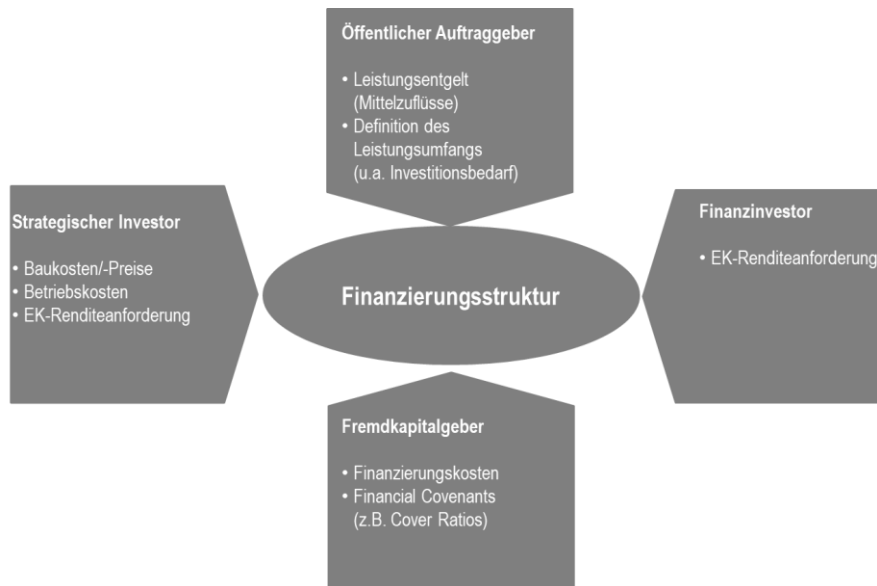 Öffentlicher Auftraggeber
• Leistungsentgelt
(Mittelzuflüsse)
• Definition des
Leistungsumfangs
(u.a. Investitionsbedarf)
Strategischer Investor
• Baukosten/-Preise
• Betriebskosten
• EK-Renditeanforderung
Finanzierungsstruktur
Finanzinvestor
• EK-Renditeanforderung
Fremdkapitalgeber
• Finanzierungskosten
• Financial Covenants
(z.B. Cover Ratios)